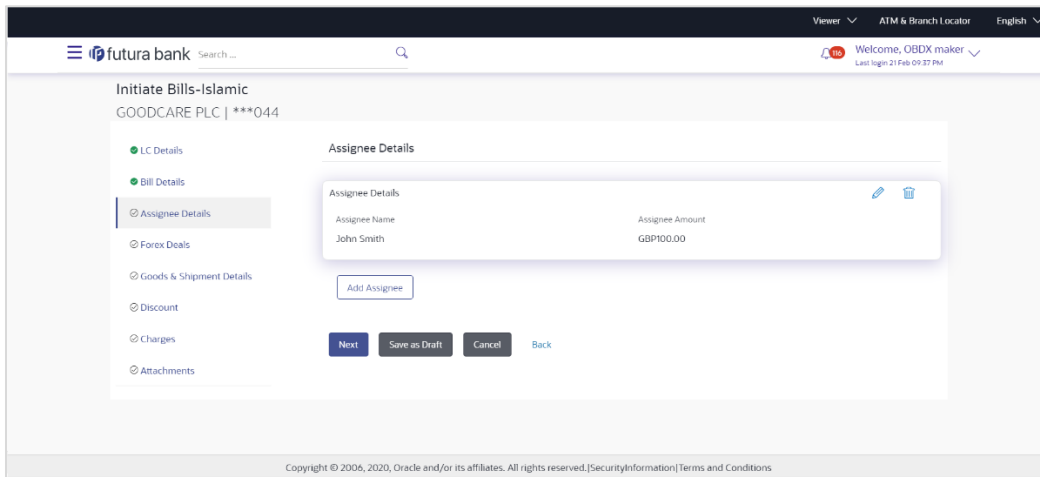 Viewer ATM & Branch Locator English
futura bank Search ... 116 Welcome, OBDX maker
Last login 21 Feb 09:37 PM
Initiate Bills-Islamic
GOODCARE PLC | ***044
LC Details
Bill Details
Assignee Details
Forex Deals
Goods & Shipment Details
Discount
Charges
Attachments
Assignee Details
Assignee Details
Assignee Name Assignee Amount
John Smith GBP100.00
Add Assignee
Next Save as Draft Cancel Back
Copyright © 2006, 2020, Oracle and/or its affiliates. All rights reserved.|SecurityInformation|Terms and Conditions